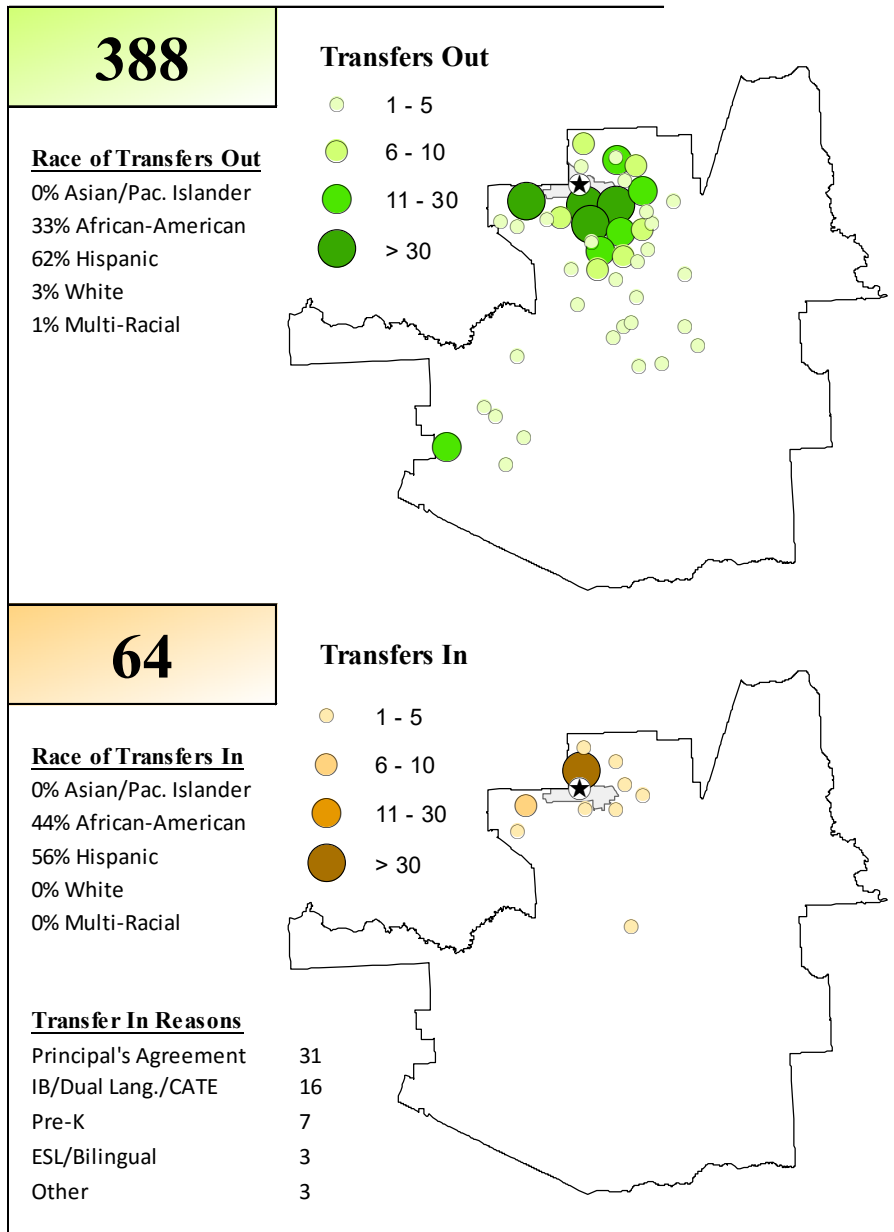 388
Transfers Out
1 - 5
6 - 10
11 - 30
> 30
Race of Transfers Out
0% Asian/Pac. Islander
33% African-American
62% Hispanic
3% White
1% Multi-Racial
64
Transfers In
1 - 5
6 - 10
11 - 30
> 30
Race of Transfers In
0% Asian/Pac. Islander
44% African-American
56% Hispanic
0% White
0% Multi-Racial
Transfer In Reasons
Principal's Agreement 31
IB/Dual Lang./CATE 16
Pre-K 7
ESL/Bilingual 3
Other 3